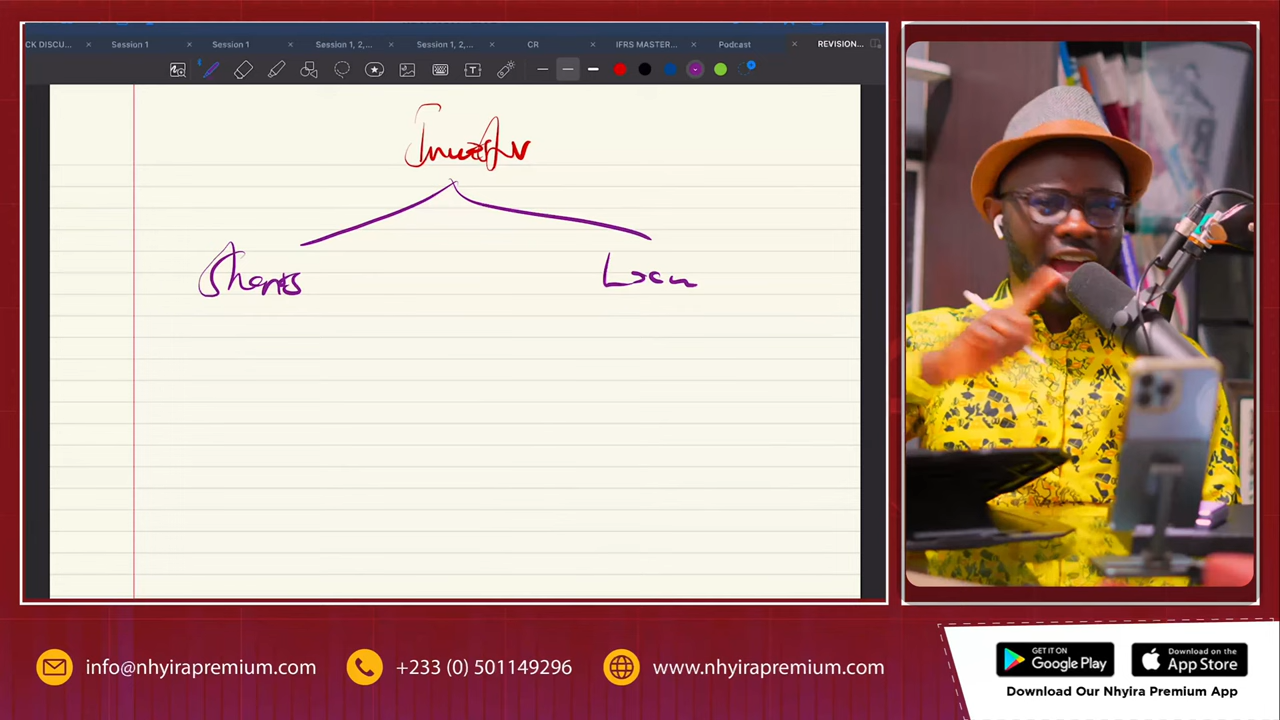 CK DISCU...
Session 1
Session 1
Session 1, 2,...
Session 1, 2,...
CR
IFRS MASTER...
Podcast
REVISION...
Investor
Shares
Loan
info@nhyirapremium.com
+233 (0) 501149296
www.nhyirapremium.com
GET IT ON
Google Play
Download on the
App Store
Download Our Nhyira Premium App